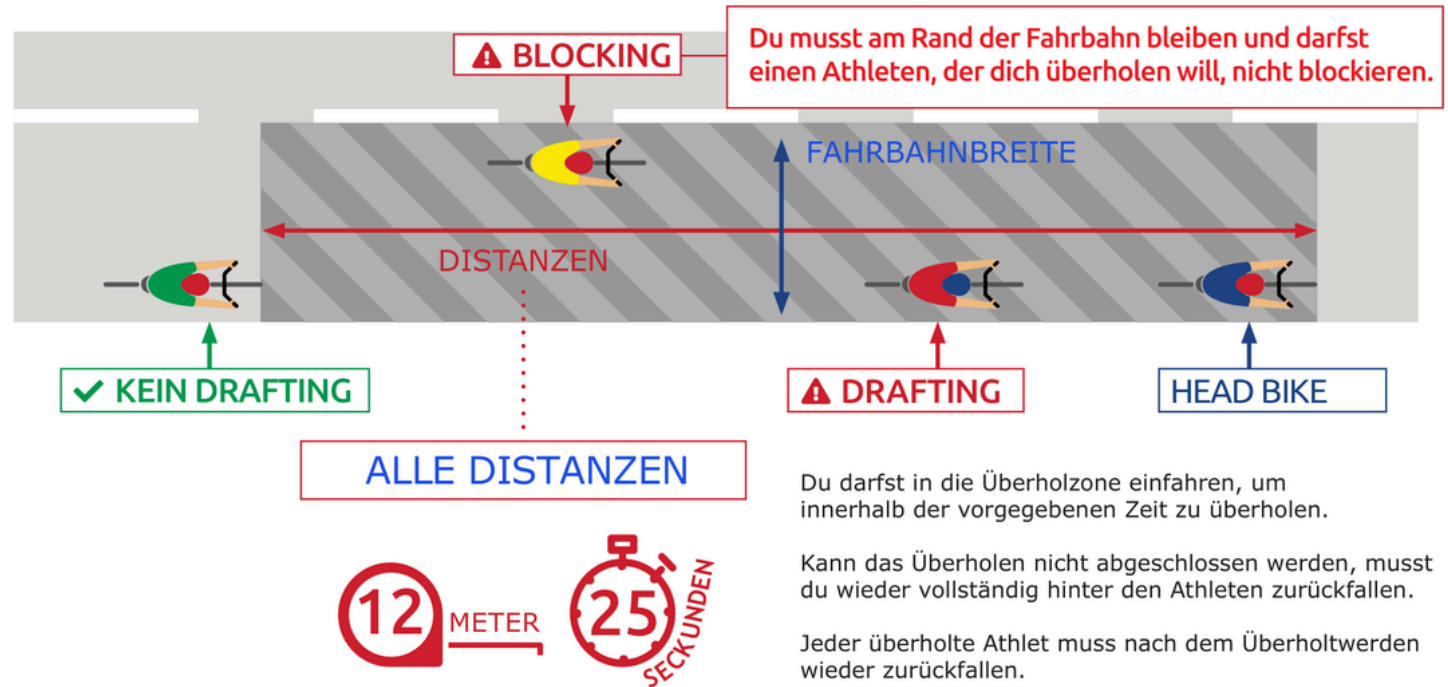 BLOCKING
Du musst am Rand der Fahrbahn bleiben und darfst
einen Athleten, der dich überholen will, nicht blockieren.
FAHRBAHNBREITE
DISTANZEN
KEIN DRAFTING
DRAFTING
HEAD BIKE
ALLE DISTANZEN
12
METER
25
SECKUNDEN
Du darfst in die Überholzone einfahren, um
innerhalb der vorgegebenen Zeit zu überholen.
Kann das Überholen nicht abgeschlossen werden, musst
du wieder vollständig hinter den Athleten zurückfallen.
Jeder überholte Athlet muss nach dem Überholtwerden
wieder zurückfallen.